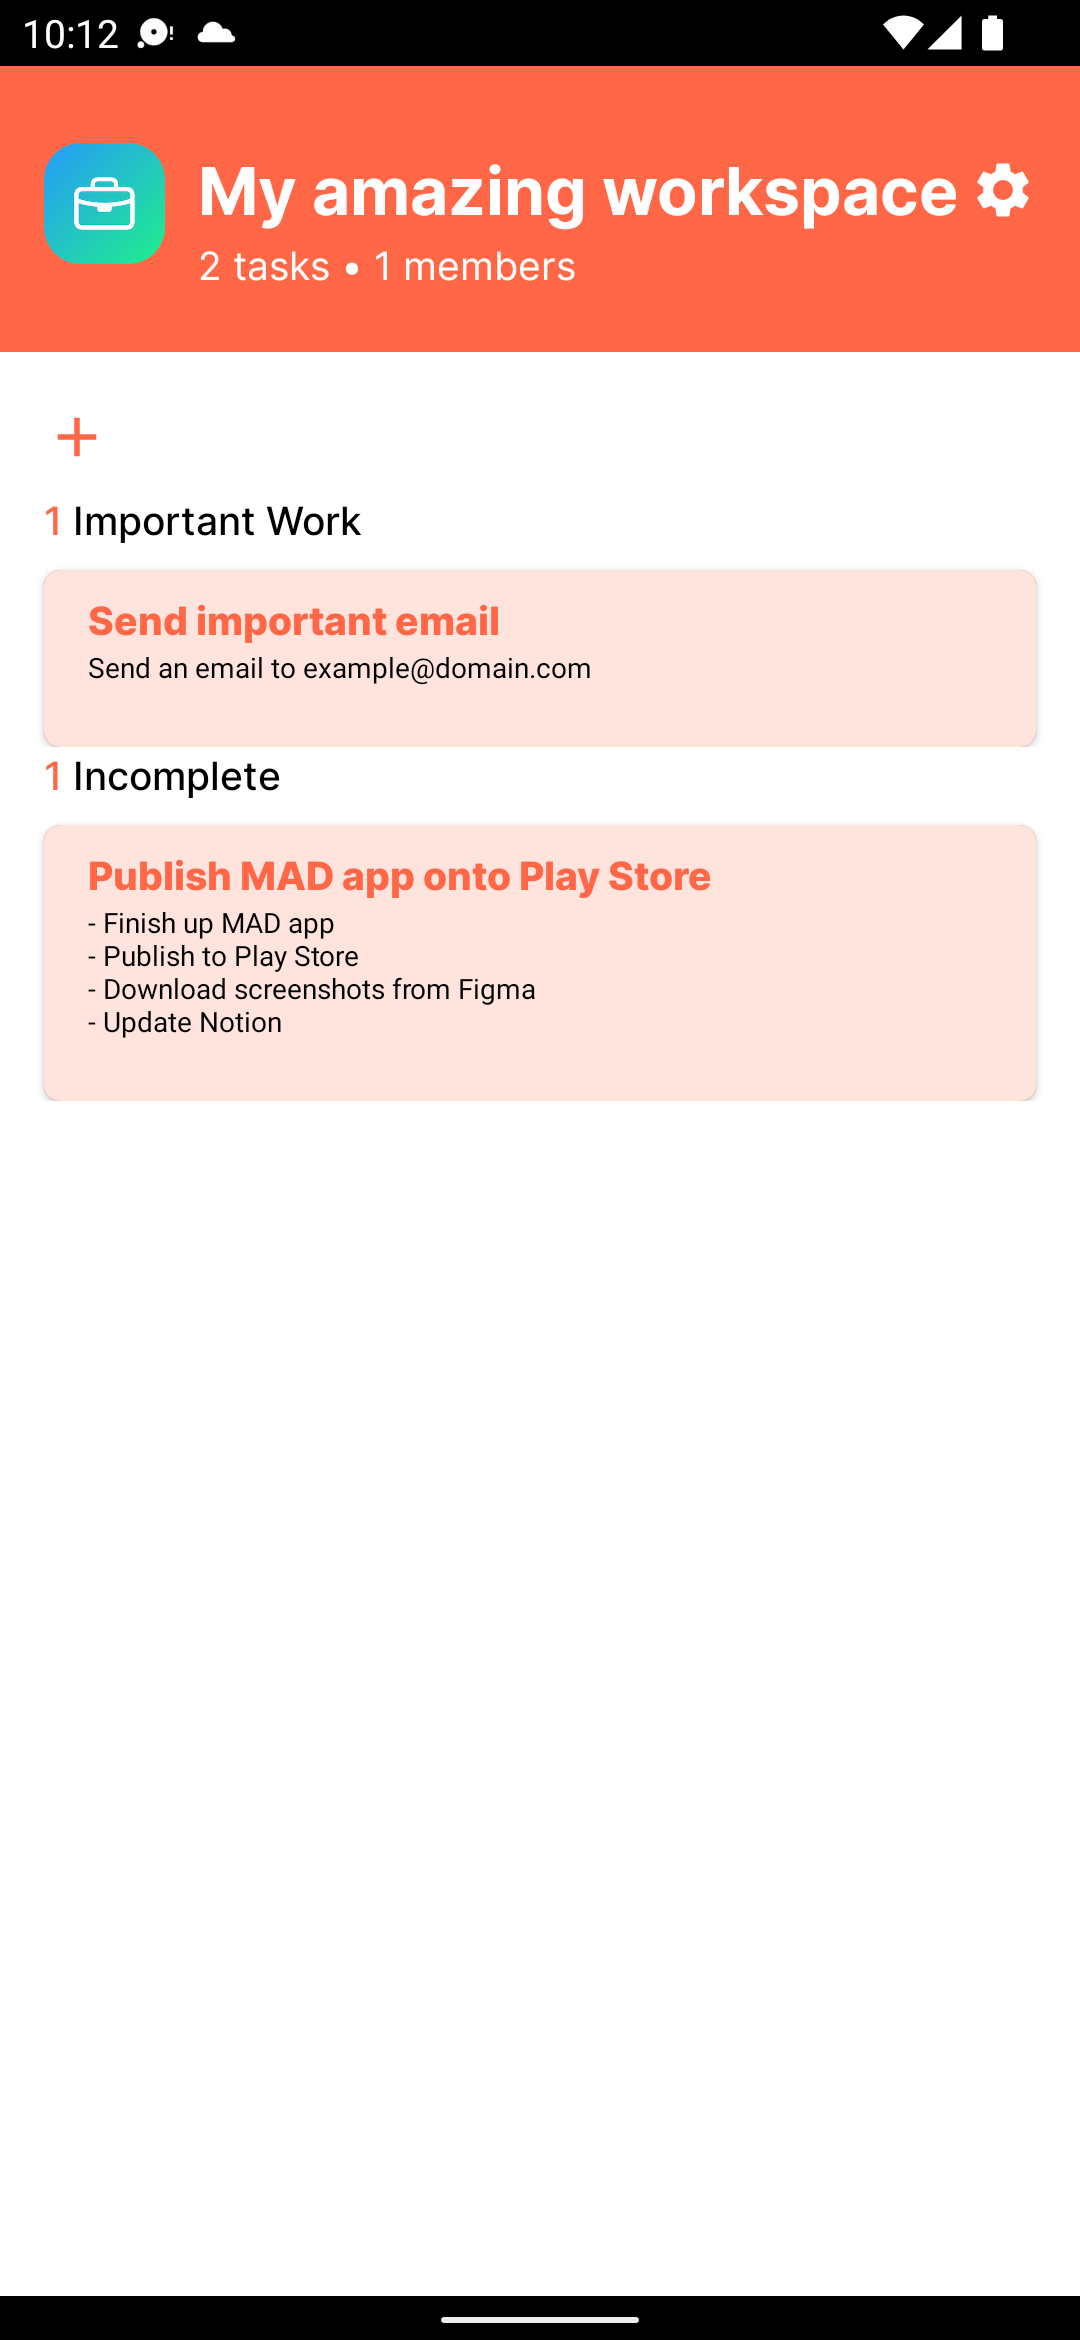 10:12
My amazing workspace
2 tasks • 1 members
1 Important Work
Send important email
Send an email to example@domain.com
1 Incomplete
Publish MAD app onto Play Store
- Finish up MAD app
- Publish to Play Store
- Download screenshots from Figma
- Update Notion